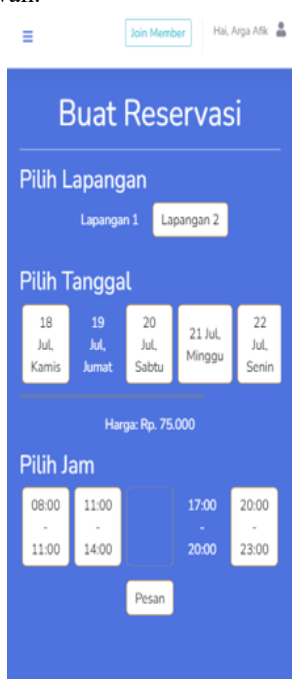 Join Member
Hai, Arga Afik
Buat Reservasi
Pilih Lapangan
Lapangan 1
Lapangan 2
Pilih Tanggal
18 Jul, Kamis
19 Jul, Jumat
20 Jul, Sabtu
21 Jul, Minggu
22 Jul, Senin
Harga: Rp. 75.000
Pilih Jam
08:00 - 11:00
11:00 - 14:00
17:00 - 20:00
20:00 - 23:00
Pesan